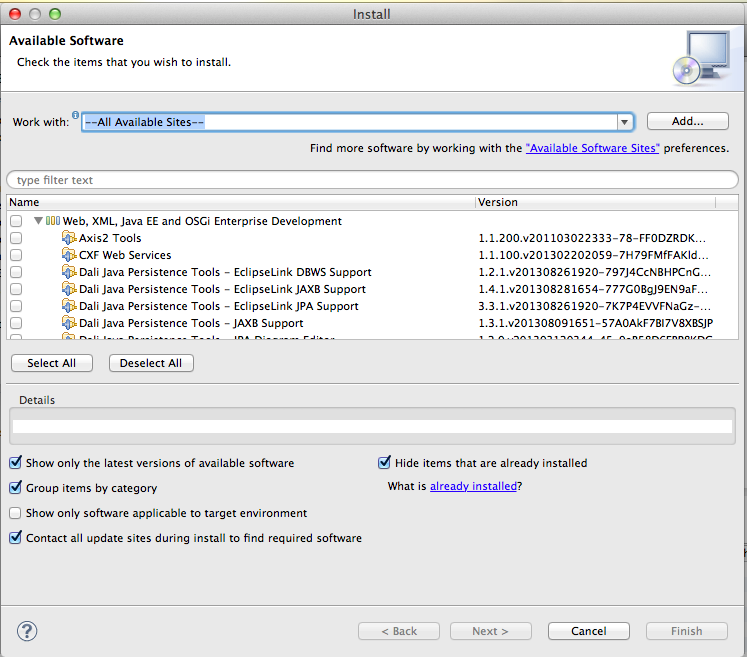 Install
Available Software
Check the items that you wish to install.
Work with: --All Available Sites-- Add...
Find more software by working with the "Available Software Sites" preferences.
type filter text
Name Version
Web, XML, Java EE and OSGi Enterprise Development
Axis2 Tools 1.1.200.v201103022333-78-FF0DZRDK...
CXF Web Services 1.1.100.v201302202059-7H79FMfFAKld...
Dali Java Persistence Tools – EclipseLink DBWS Support 1.2.1.v201308261920-797J4CcNBHPCnG...
Dali Java Persistence Tools – EclipseLink JAXB Support 1.4.1.v201308281654-777G0BgJ9EN9aF...
Dali Java Persistence Tools – EclipseLink JPA Support 3.3.1.v201308261920-7K7P4EVVFNaGz-...
Dali Java Persistence Tools – JAXB Support 1.3.1.v201308091651-57A0AkF7BI7V8XBSJP
Dali Java Persistence Tools – JPA Diagram Editor
Select All Deselect All
Details
Show only the latest versions of available software Hide items that are already installed
Group items by category What is already installed?
Show only software applicable to target environment
Contact all update sites during install to find required software
? < Back Next > Cancel Finish